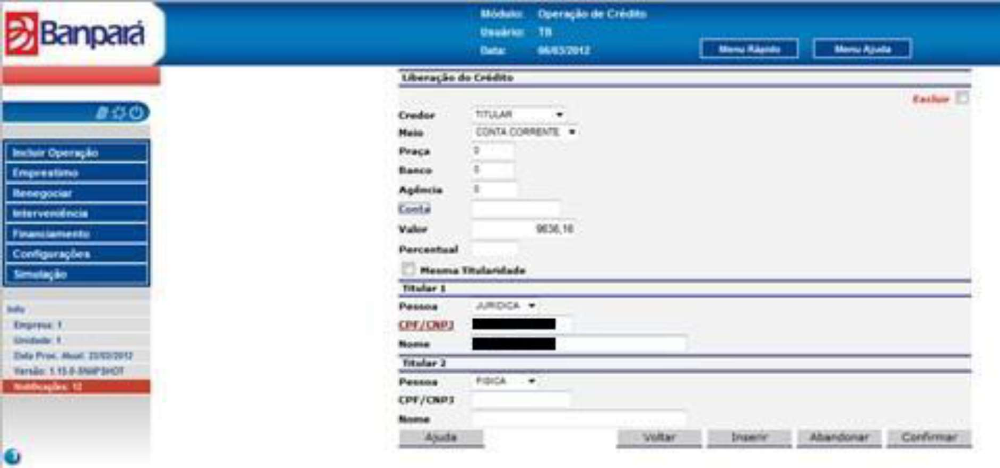 Banpará
Módulo: Operação de Crédito
Usuário: TB
Data: 06/03/2012
Menu Rápido
Menu Ajuda
Incluir Operação
Emprestimo
Renegociar
Interveniência
Financiamento
Configurações
Simulação
Info
Empresa: 1
Unidade: 1
Data Proc. Atual: 23/03/2012
Versão: 1.15.0-SNAPSHOT
Notificações: 12
Liberação do Crédito
Excluir
Credor TITULAR
Meio CONTA CORRENTE
Praça 0
Banco 0
Agência 0
Conta
Valor 9636,16
Percentual
Mesma Titularidade
Titular 1
Pessoa JURIDICA
CPF/CNPJ
Nome
Titular 2
Pessoa FISICA
CPF/CNPJ
Nome
Ajuda
Voltar
Inserir
Abandonar
Confirmar